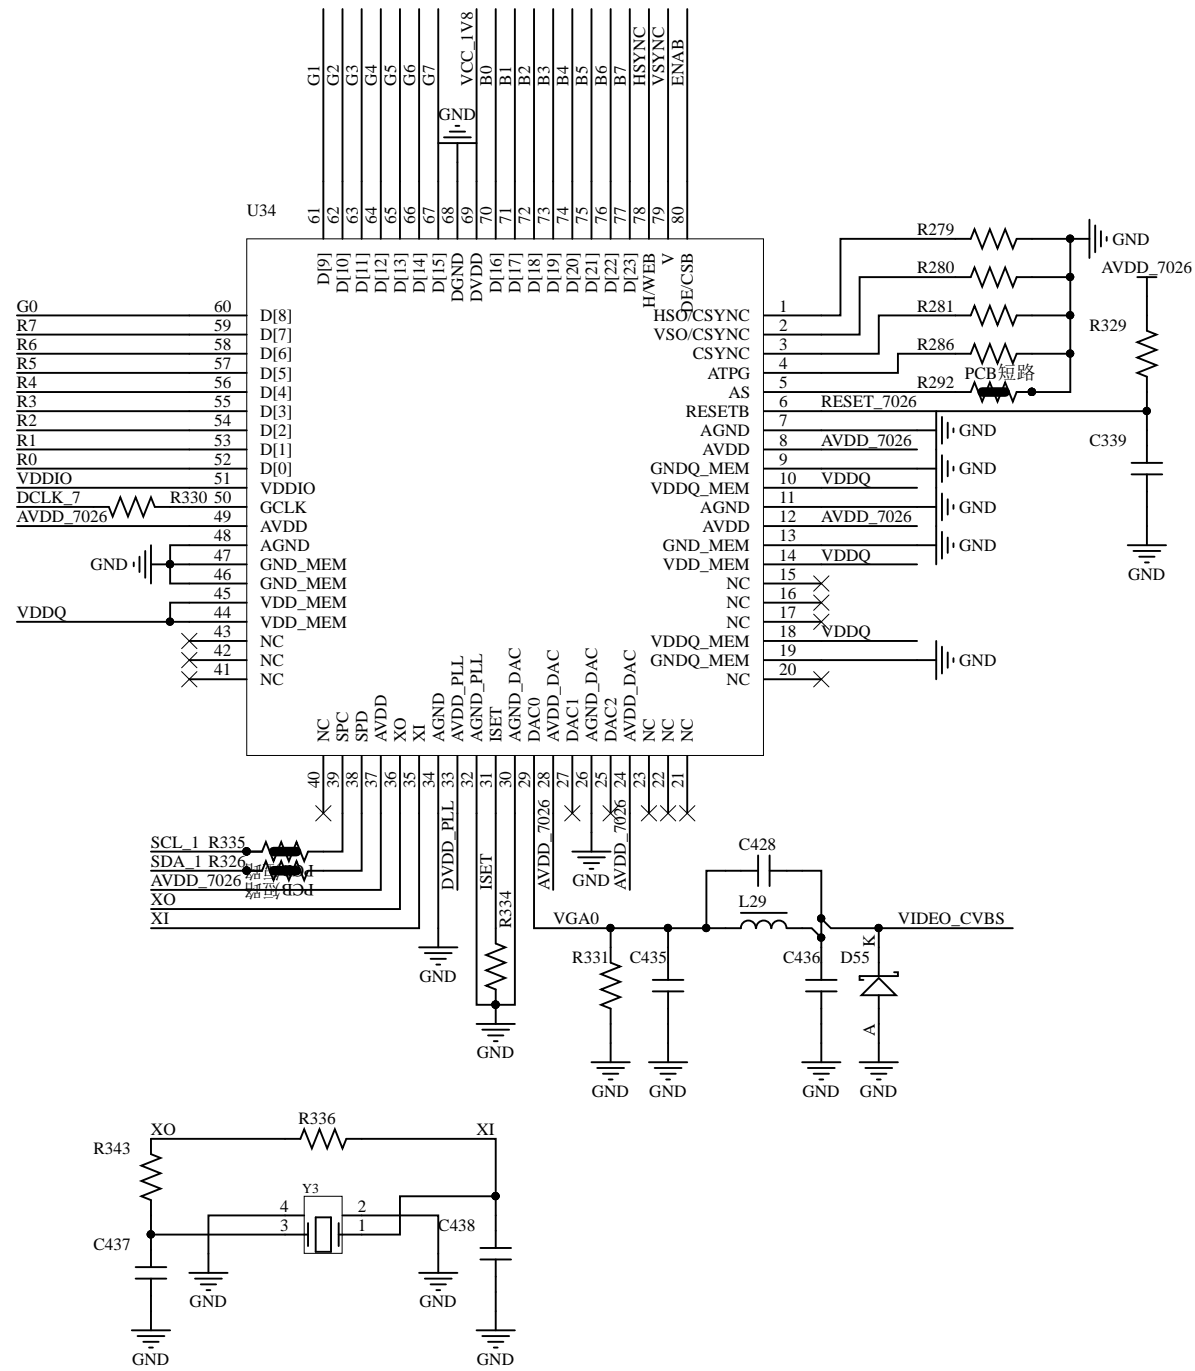 G1
G2
G3
G4
G5
G6
G7
VCC_1V8
B0
B1
B2
B3
B4
B5
B6
B7
HSYNC
VSYNC
ENAB
GND
U34
61
62
63
64
65
66
67
68
69
70
71
72
73
74
75
76
77
78
79
80
D[9]
D[10]
D[11]
D[12]
D[13]
D[14]
D[15]
DGND
DVDD
D[16]
D[17]
D[18]
D[19]
D[20]
D[21]
D[22]
D[23]
H/WEB
V
DE/CSB
G0 60 D[8]
R7 59 D[7]
R6 58 D[6]
R5 57 D[5]
R4 56 D[4]
R3 55 D[3]
R2 54 D[2]
R1 53 D[1]
R0 52 D[0]
VDDIO 51 VDDIO
DCLK_7 R330 50 GCLK
AVDD_7026 49 AVDD
48 AGND
GND 47 GND_MEM
46 GND_MEM
45 VDD_MEM
VDDQ 44 VDD_MEM
43 NC
42 NC
41 NC
HSO/CSYNC 1 R279 GND
VSO/CSYNC 2 R280
CSYNC 3 R281
ATPG 4 R286
AS 5 R292 PCB短路
RESETB 6 RESET_7026
AGND 7 GND
AVDD 8 AVDD_7026
GNDQ_MEM 9 GND
VDDQ_MEM 10 VDDQ
AGND 11 GND
AVDD 12 AVDD_7026
GND_MEM 13 GND
VDD_MEM 14 VDDQ
NC 15
NC 16
NC 17
VDDQ_MEM 18 VDDQ
GNDQ_MEM 19 GND
NC 20
AVDD_7026
R329
C339
GND
NC
SPC
SPD
AVDD
XO
XI
AGND
AVDD_PLL
AGND_PLL
ISET
AGND_DAC
DAC0
AVDD_DAC
DAC1
AGND_DAC
DAC2
AVDD_DAC
NC
NC
NC
40
39
38
37
36
35
34
33
32
31
30
29
28
27
26
25
24
23
22
21
SCL_1 R335
PCB短路
SDA_1 R326
PCB短路
AVDD_7026
XO
XI
GND
DVDD_PLL
ISET
R334
GND
AVDD_7026
GND
AVDD_7026
C428
L29
VGA0
VIDEO_CVBS
R331
C435
C436
D55
K
A
GND
GND
GND
GND
XO R336 XI
R343
Y3
4 2
3 1
C437
C438
GND
GND
GND
GND